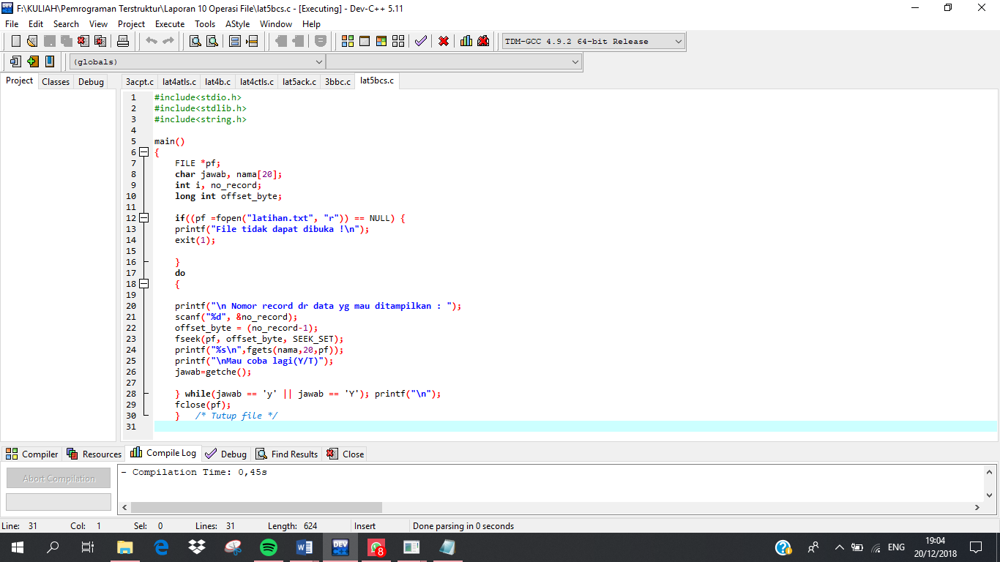 F:\KULIAH\Pemrograman Terstruktur\Laporan 10 Operasi File\lat5bcs.c - [Executing] - Dev-C++ 5.11
File Edit Search View Project Execute Tools AStyle Window Help
TDM-GCC 4.9.2 64-bit Release
(globals)
Project Classes Debug 3acpt.c lat4atls.c lat4b.c lat4ctls.c lat5ack.c 3bbc.c lat5bcs.c
1 #include<stdio.h>
2 #include<stdlib.h>
3 #include<string.h>
4
5 main()
6 {
7 FILE *pf;
8 char jawab, nama[20];
9 int i, no_record;
10 long int offset_byte;
11
12 if((pf =fopen("latihan.txt", "r")) == NULL) {
13 printf("File tidak dapat dibuka !\n");
14 exit(1);
15
16 }
17 do
18 {
19
20 printf("\n Nomor record dr data yg mau ditampilkan : ");
21 scanf("%d", &no_record);
22 offset_byte = (no_record-1);
23 fseek(pf, offset_byte, SEEK_SET);
24 printf("%s\n",fgets(nama,20,pf));
25 printf("\nMau coba lagi(Y/T)");
26 jawab=getche();
27
28 } while(jawab == 'y' || jawab == 'Y'); printf("\n");
29 fclose(pf);
30 } /* Tutup file */
31
Compiler Resources Compile Log Debug Find Results Close
Abort Compilation
- Compilation Time: 0,45s
Line: 31 Col: 1 Sel: 0 Lines: 31 Length: 624 Insert Done parsing in 0 seconds
DEV
8
ENG
19:04
20/12/2018